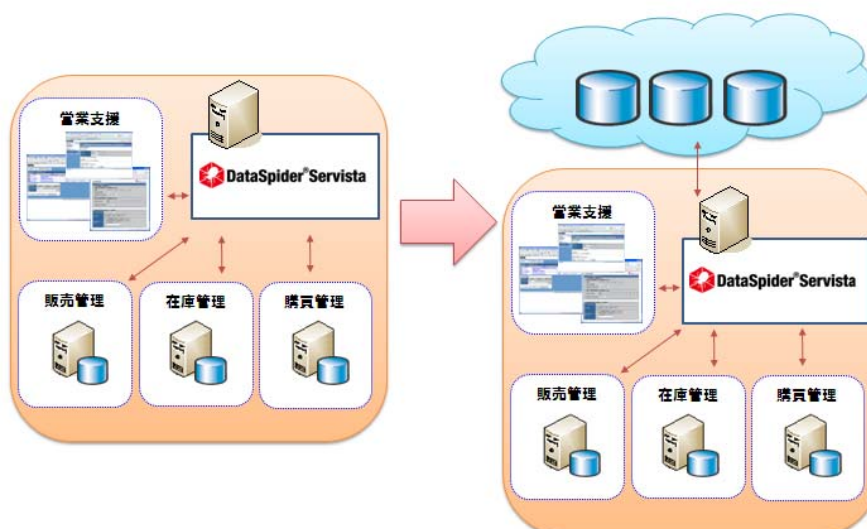 営業支援
DataSpider®Servista
販売管理
在庫管理
購買管理
営業支援
DataSpider®Servista
販売管理
在庫管理
購買管理